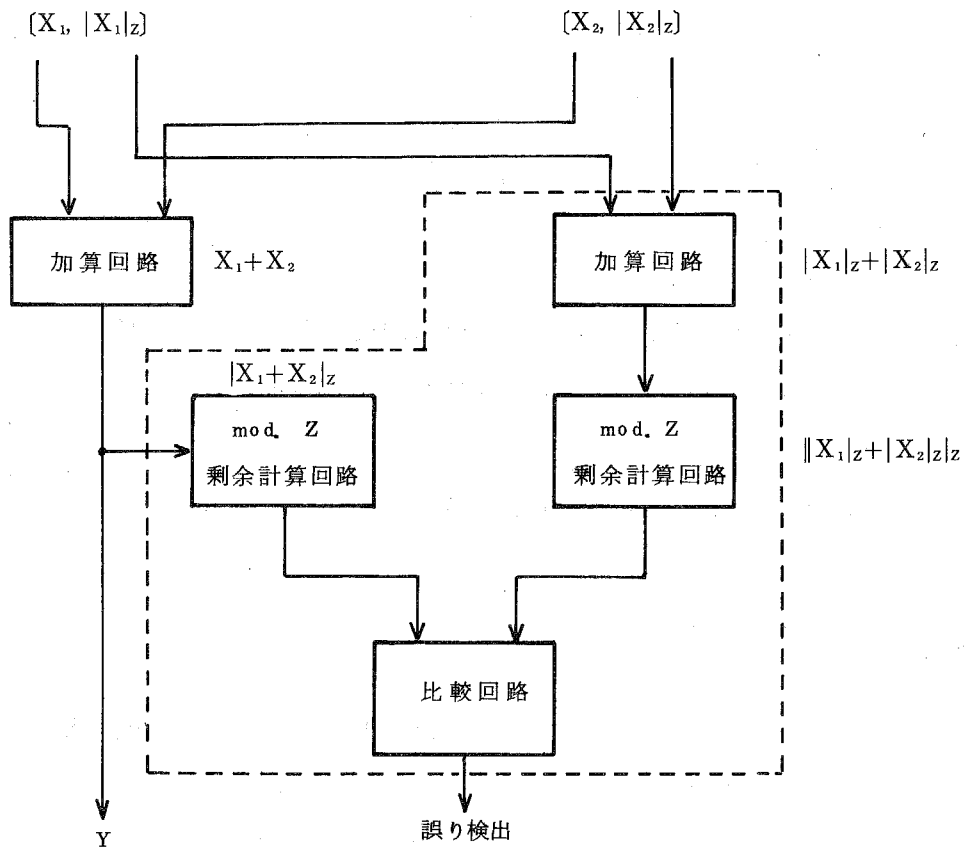 [X₁, |X₁|z]
[X₂, |X₂|z]
加算回路
X₁+X₂
加算回路
|X₁|z+|X₂|z
|X₁+X₂|z
mod. Z
剰余計算回路
mod. Z
剰余計算回路
‖X₁|z+|X₂|z|z
比較回路
Y
誤り検出